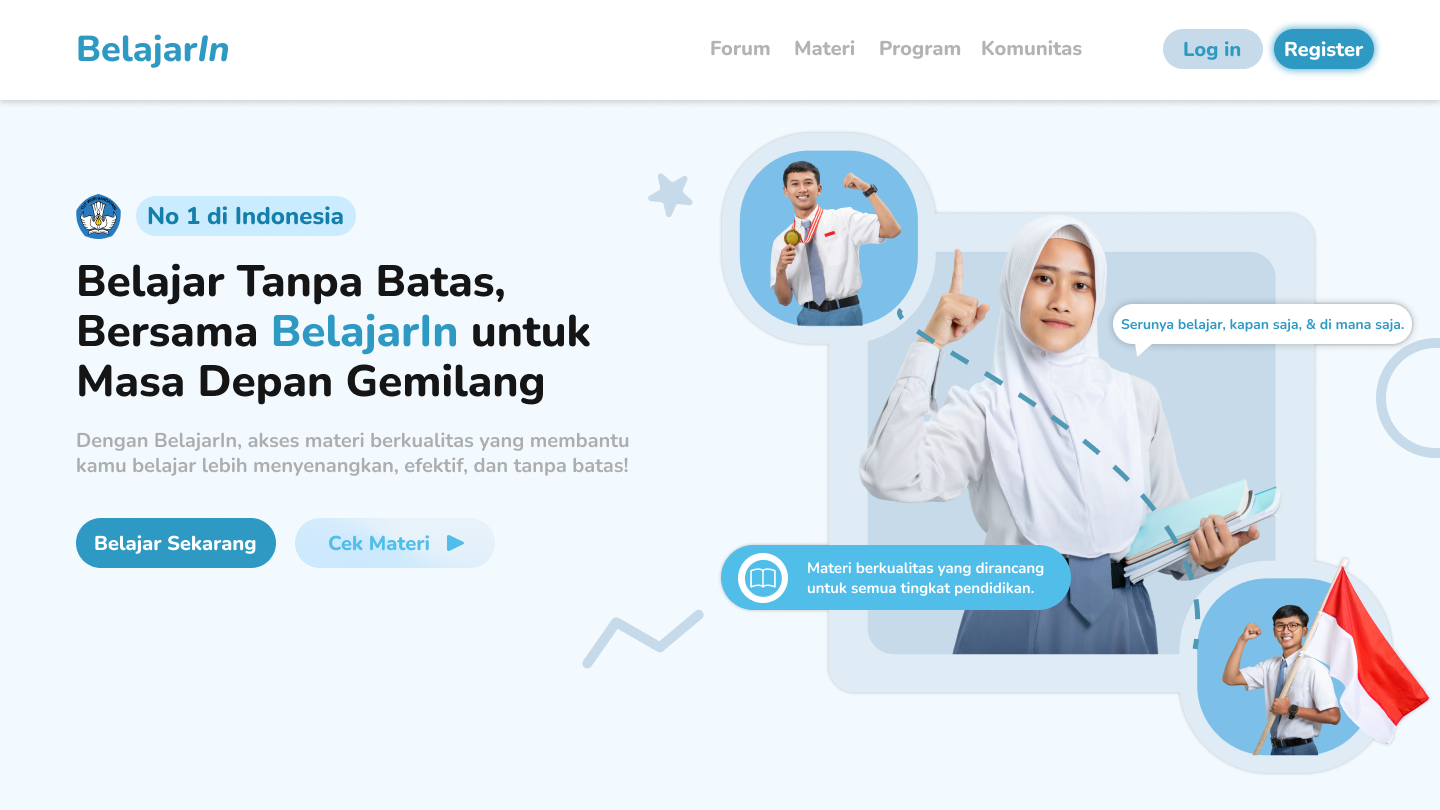 BelajarIn
Forum Materi Program Komunitas
Log in
Register
No 1 di Indonesia
Belajar Tanpa Batas,
Bersama BelajarIn untuk
Masa Depan Gemilang
Dengan BelajarIn, akses materi berkualitas yang membantu
kamu belajar lebih menyenangkan, efektif, dan tanpa batas!
Belajar Sekarang
Cek Materi
Serunya belajar, kapan saja, & di mana saja.
Materi berkualitas yang dirancang
untuk semua tingkat pendidikan.